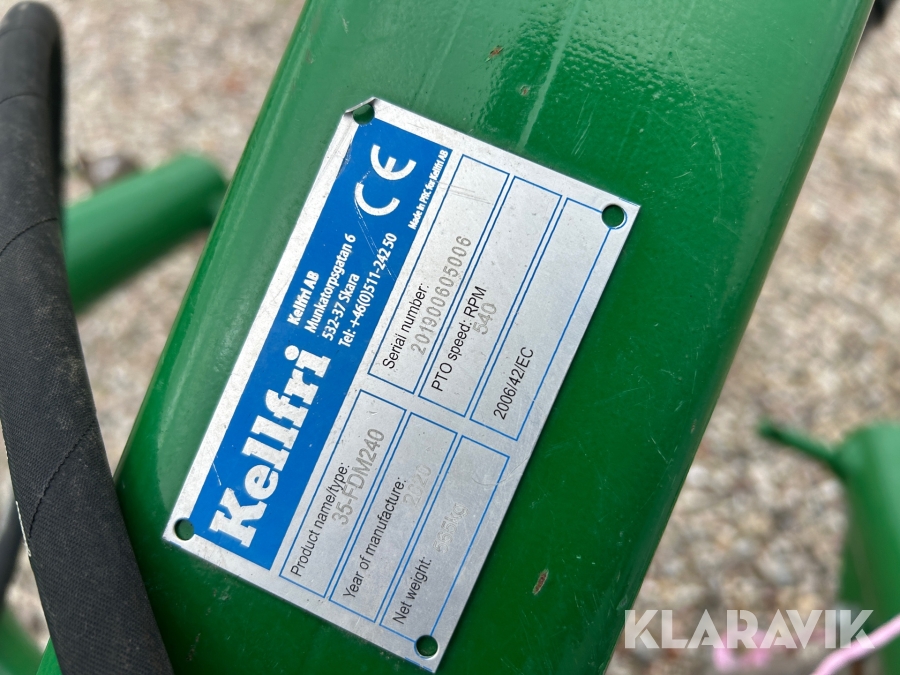 Kellfri
Kellfri AB
Munkatorpsgatan 6
532-37 Skara
Tel: +46(0)511-242 50
CE
Made in PRC for Kellfri AB
Product name/type:
35-FDM240
Serial number:
201900605006
Year of manufacture:
2020
PTO speed: RPM
540
Net weight:
2006/42/EC
KLARAVIK